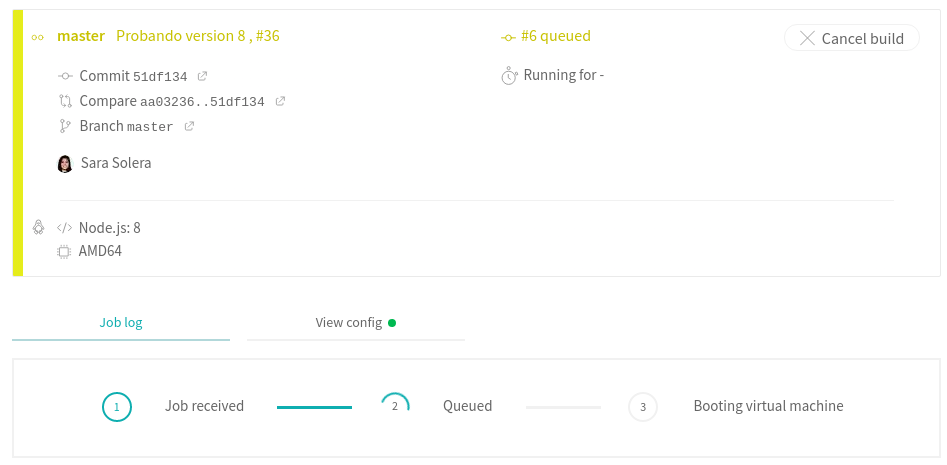 master Probando version 8 , #36
#6 queued
Cancel build
Commit 51df134
Running for -
Compare aa03236..51df134
Branch master
Sara Solera
</> Node.js: 8
AMD64
Job log
View config
1 Job received
2 Queued
3 Booting virtual machine